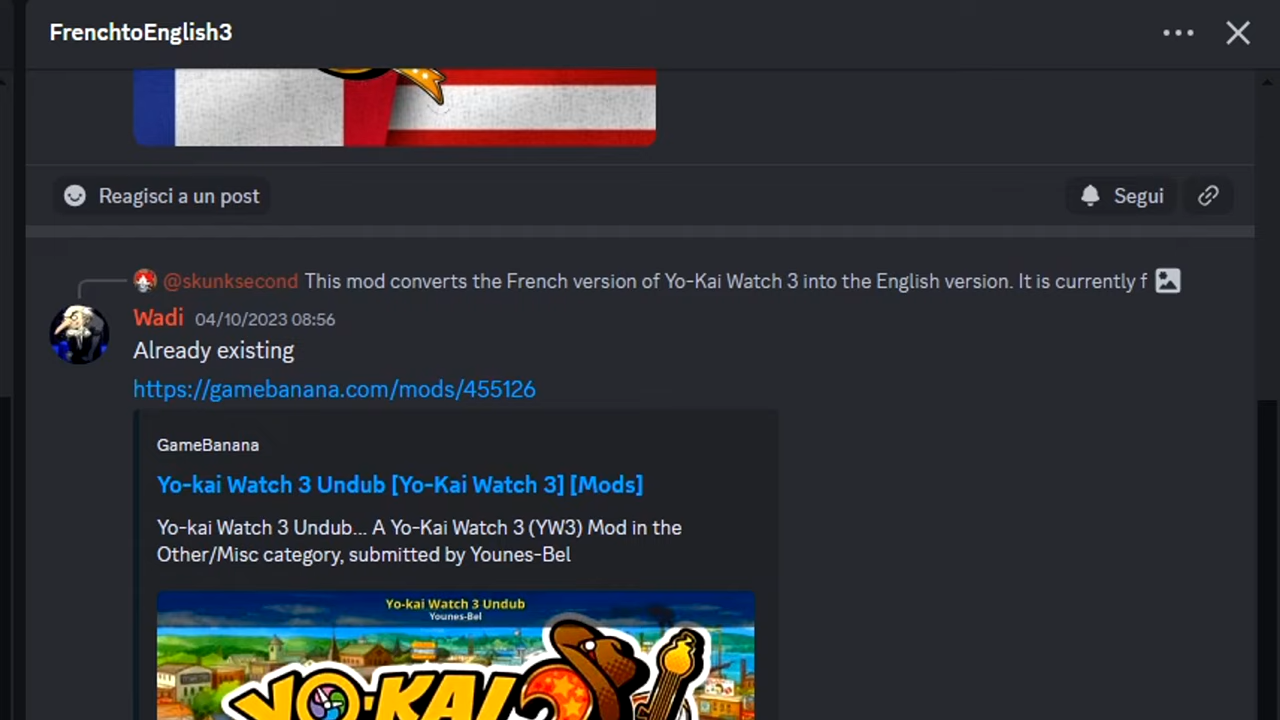 FrenchtoEnglish3
Reagisci a un post
Segui
@skunksecond This mod converts the French version of Yo-Kai Watch 3 into the English version. It is currently f
Wadi 04/10/2023 08:56
Already existing
https://gamebanana.com/mods/455126
GameBanana
Yo-kai Watch 3 Undub [Yo-Kai Watch 3] [Mods]
Yo-kai Watch 3 Undub... A Yo-Kai Watch 3 (YW3) Mod in the
Other/Misc category, submitted by Younes-Bel
Yo-kai Watch 3 Undub
Younes-Bel
YO-KAI 3